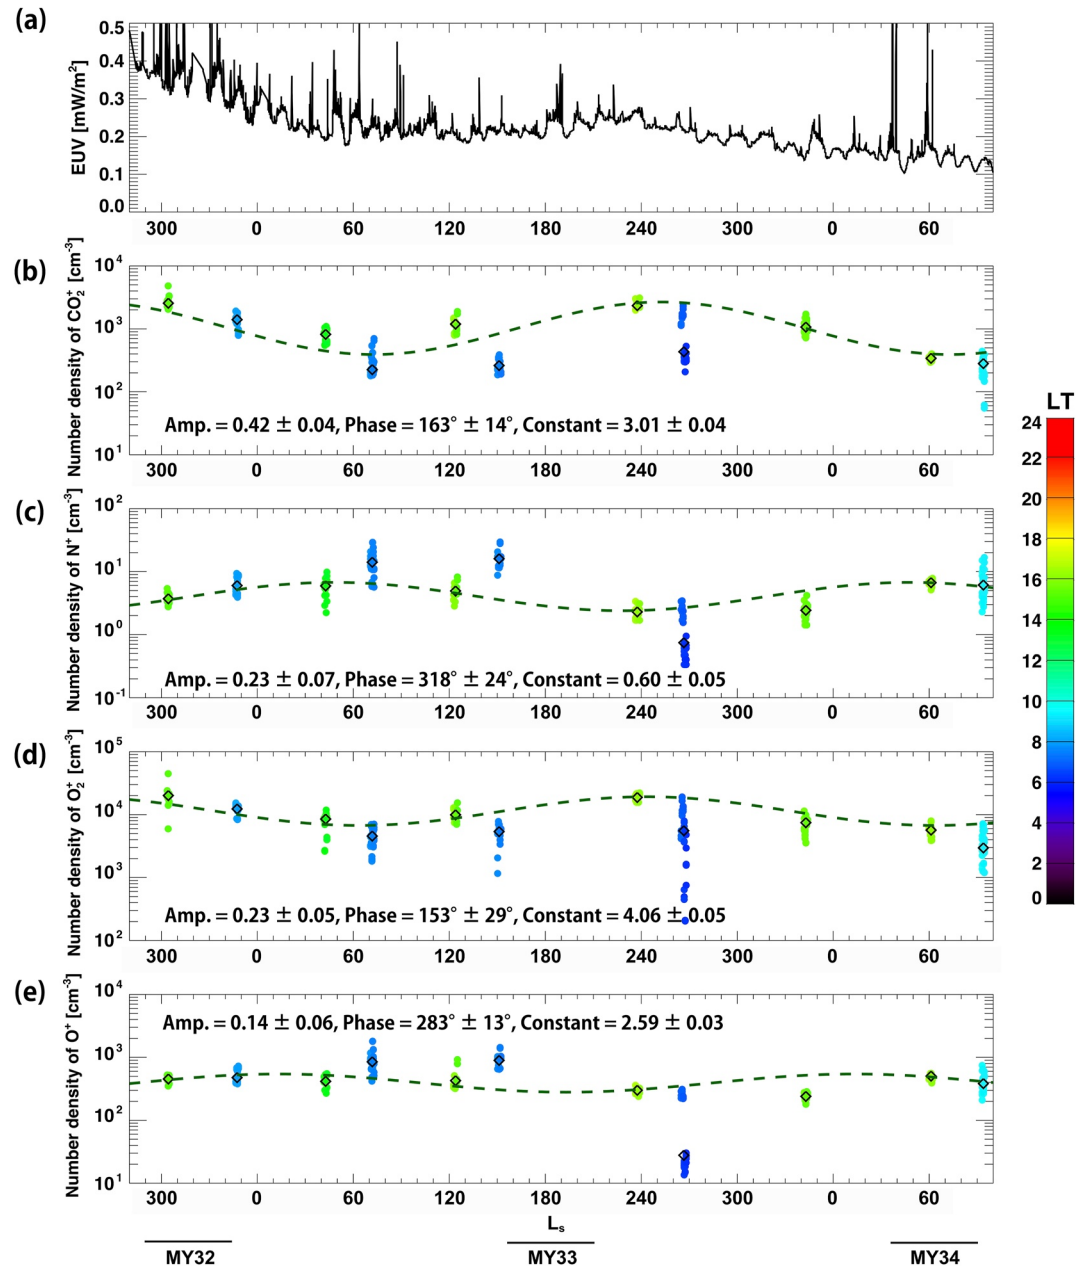 (a)
EUV [mW/m²]
0.5
0.4
0.3
0.2
0.1
0.0
300 0 60 120 180 240 300 0 60
(b)
Number density of CO₂⁺ [cm⁻³]
10⁴
10³
10²
10¹
Amp. = 0.42 ± 0.04, Phase = 163° ± 14°, Constant = 3.01 ± 0.04
300 0 60 120 180 240 300 0 60
(c)
Number density of N⁺ [cm⁻³]
10²
10¹
10⁰
10⁻¹
Amp. = 0.23 ± 0.07, Phase = 318° ± 24°, Constant = 0.60 ± 0.05
300 0 60 120 180 240 300 0 60
(d)
Number density of O₂⁺ [cm⁻³]
10⁵
10⁴
10³
10²
Amp. = 0.23 ± 0.05, Phase = 153° ± 29°, Constant = 4.06 ± 0.05
300 0 60 120 180 240 300 0 60
(e)
Number density of O⁺ [cm⁻³]
10⁴
10³
10²
10¹
Amp. = 0.14 ± 0.06, Phase = 283° ± 13°, Constant = 2.59 ± 0.03
300 0 60 120 180 240 300 0 60
Lₛ
MY32 MY33 MY34
LT
24
22
20
18
16
14
12
10
8
6
4
2
0